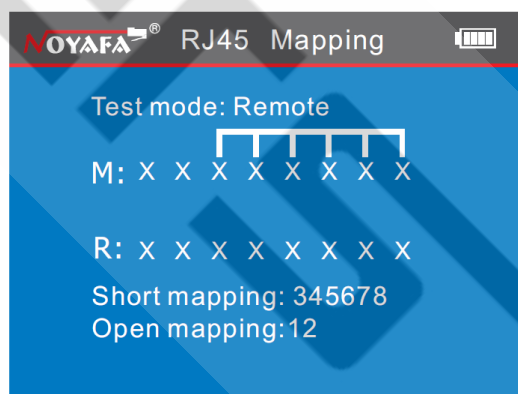 NOYAFA® RJ45 Mapping
Test mode: Remote
M: X X X X X X X X
R: X X X X X X X X
Short mapping: 345678
Open mapping:12